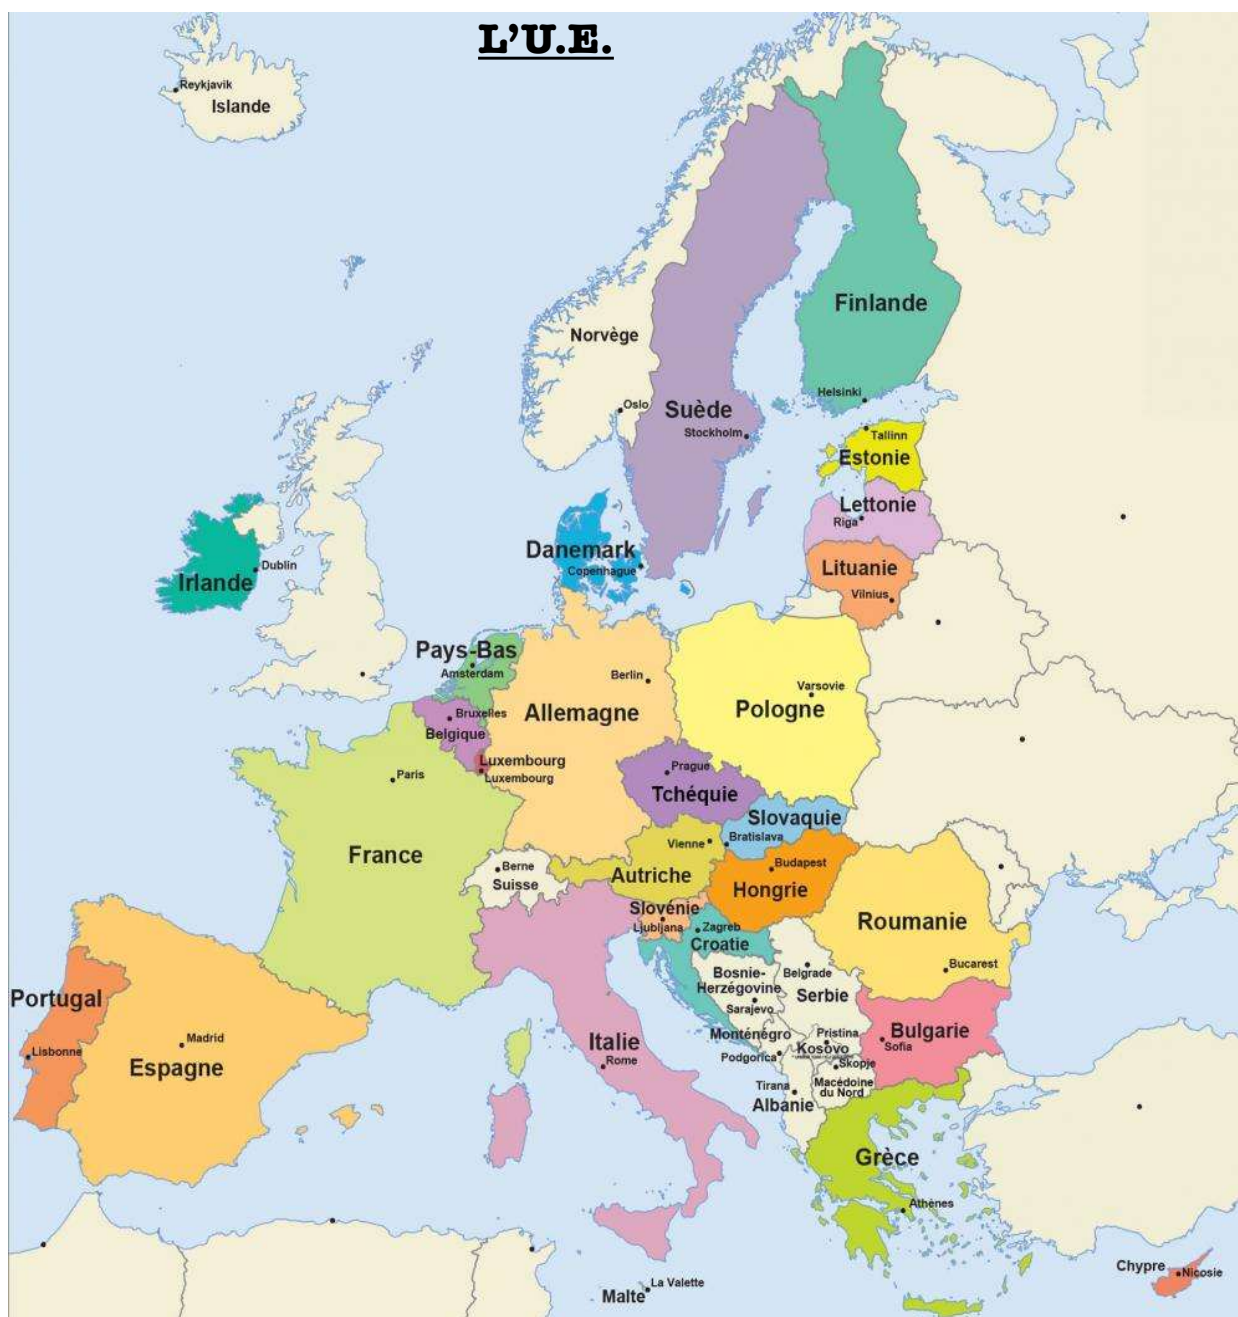 L'U.E.
Reykjavik
Islande
Finlande
Norvège
Helsinki
Oslo
Suède
Stockholm
Tallinn
Estonie
Lettonie
Riga
Danemark
Copenhague
Dublin
Irlande
Lituanie
Vilnius
Pays-Bas
Amsterdam
Berlin
Varsovie
Pologne
Allemagne
Bruxelles
Belgique
Luxembourg
Luxembourg
Paris
Prague
Tchéquie
Slovaquie
Bratislava
Vienne
France
Berne
Suisse
Autriche
Budapest
Hongrie
Slovénie
Ljubljana
Zagreb
Croatie
Roumanie
Bucarest
Bosnie-
Herzégovine
Sarajevo
Belgrade
Serbie
Portugal
Lisbonne
Madrid
Espagne
Italie
Rome
Monténégro
Podgorica
Pristina
Kosovo
Bulgarie
Sofia
Skopje
Macédoine
du Nord
Tirana
Albanie
Grèce
Athènes
Chypre
Nicosie
La Valette
Malte